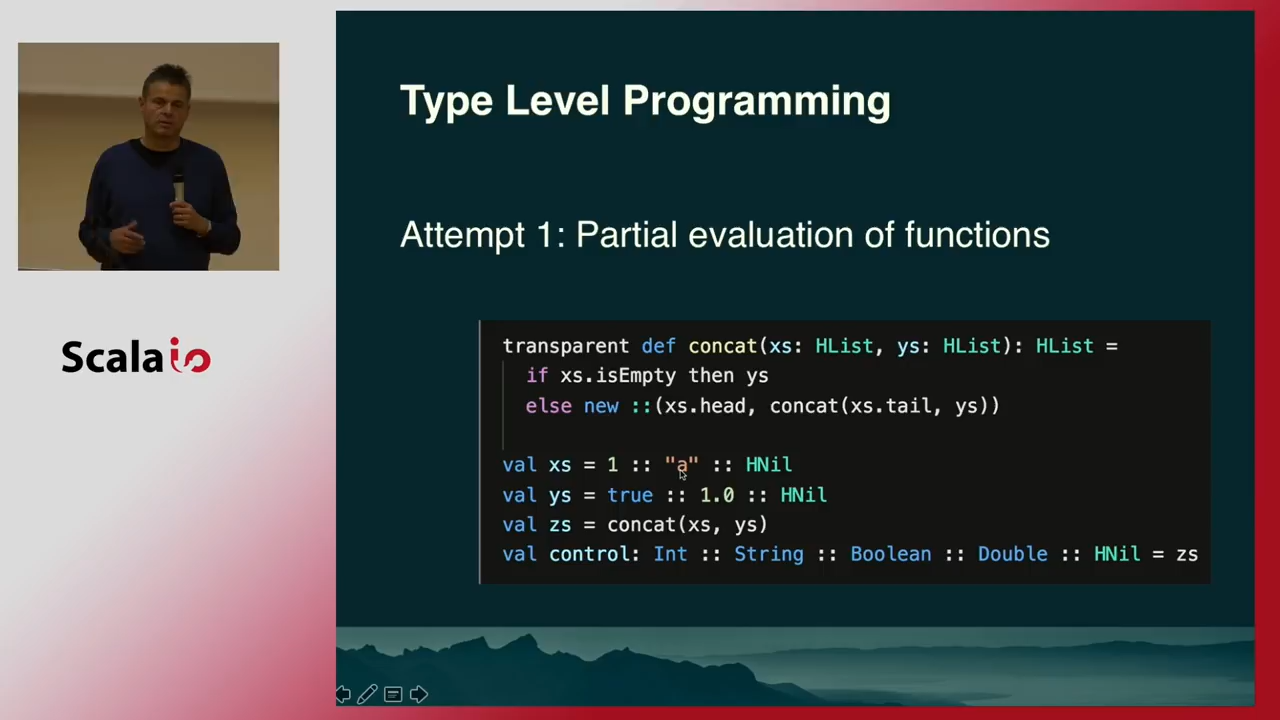 Type Level Programming
Attempt 1: Partial evaluation of functions
transparent def concat(xs: HList, ys: HList): HList =
if xs.isEmpty then ys
else new ::(xs.head, concat(xs.tail, ys))
val xs = 1 :: "a" :: HNil
val ys = true :: 1.0 :: HNil
val zs = concat(xs, ys)
val control: Int :: String :: Boolean :: Double :: HNil = zs
Scala io